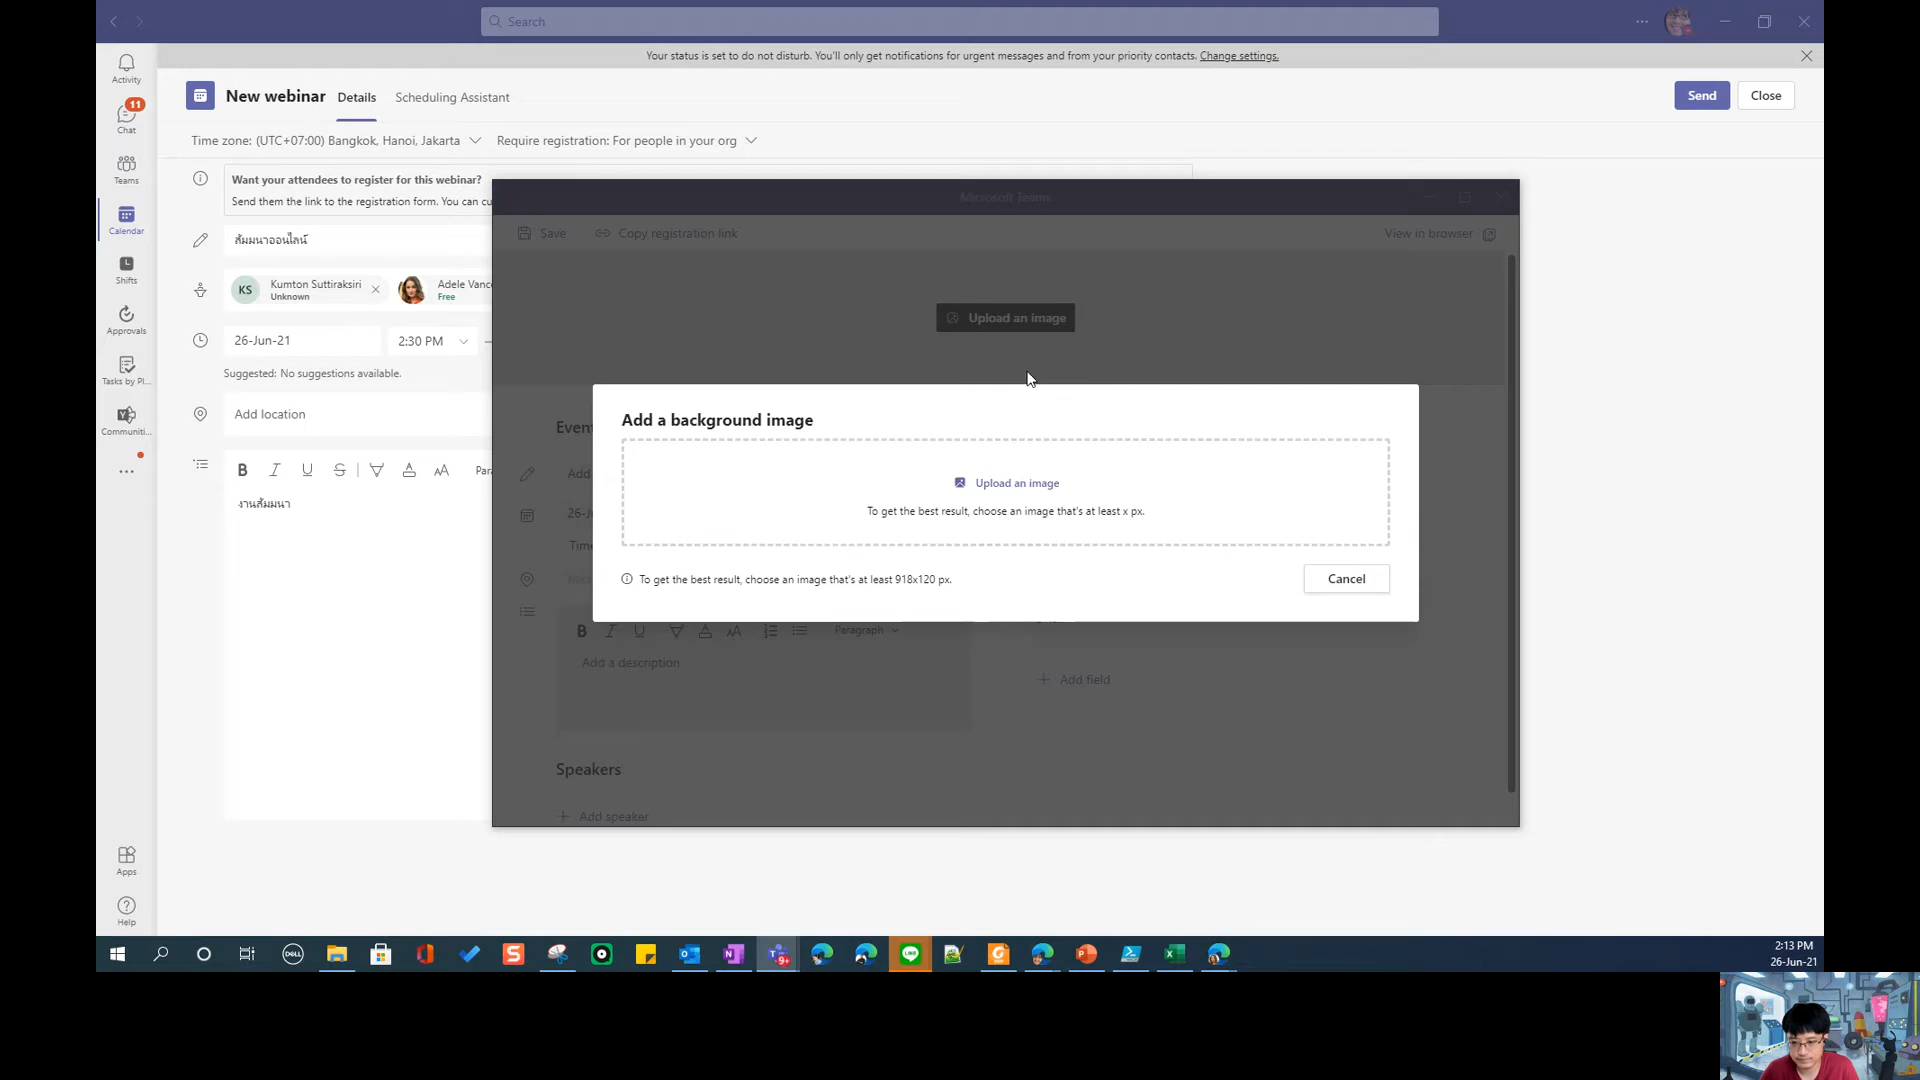 Search
Your status is set to do not disturb. You'll only get notifications for urgent messages and from your priority contacts. Change settings.
Activity
11
Chat
Teams
Calendar
Shifts
Approvals
Tasks by Pl...
Communiti...
Apps
Help
New webinar
Details
Scheduling Assistant
Send
Close
Time zone: (UTC+07:00) Bangkok, Hanoi, Jakarta
Require registration: For people in your org
Want your attendees to register for this webinar?
Send them the link to the registration form. You can cu
สัมมนาออนไลน์
KS
Kumton Suttiraksiri
Unknown
Adele Vance
Free
26-Jun-21
2:30 PM
Suggested: No suggestions available.
Add location
B I U S
Par
งานสัมมนา
Microsoft Teams
Save
Copy registration link
View in browser
Upload an image
Even
Add
26-J
Time
Add a background image
Upload an image
To get the best result, choose an image that's at least x px.
To get the best result, choose an image that's at least 918x120 px.
Cancel
B I U
Paragraph
Add a description
Add field
Speakers
Add speaker
DELL
9+
LINE
2:13 PM
26-Jun-21